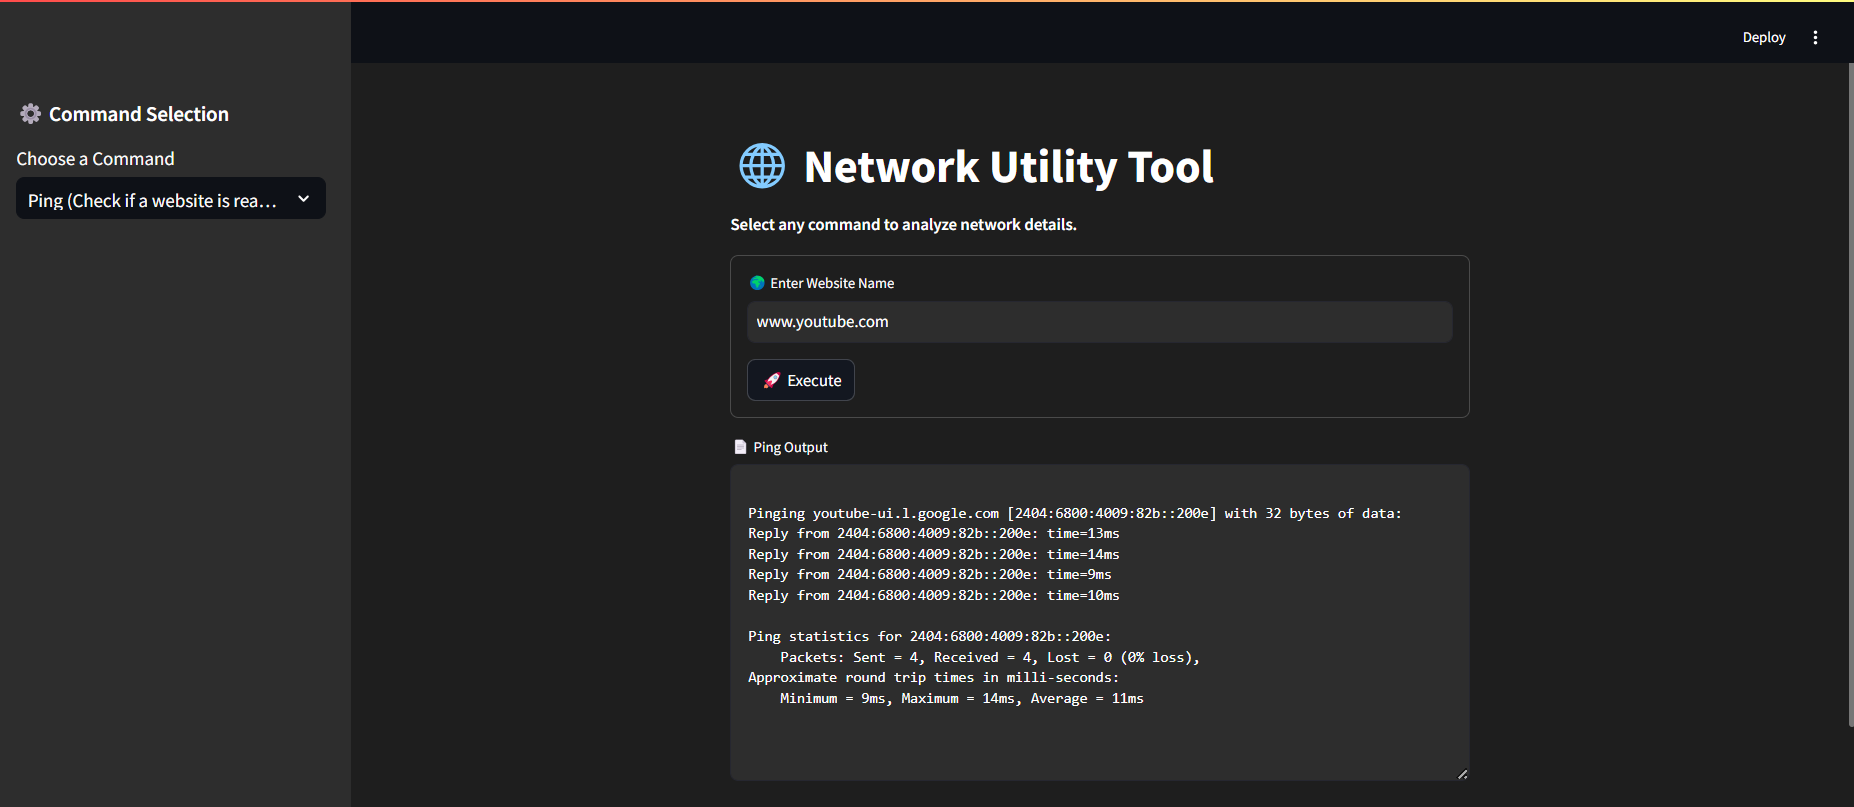 Deploy
Command Selection
Choose a Command
Ping (Check if a website is rea...
Network Utility Tool
Select any command to analyze network details.
Enter Website Name
www.youtube.com
Execute
Ping Output
Pinging youtube-ui.l.google.com [2404:6800:4009:82b::200e] with 32 bytes of data:
Reply from 2404:6800:4009:82b::200e: time=13ms
Reply from 2404:6800:4009:82b::200e: time=14ms
Reply from 2404:6800:4009:82b::200e: time=9ms
Reply from 2404:6800:4009:82b::200e: time=10ms
Ping statistics for 2404:6800:4009:82b::200e:
Packets: Sent = 4, Received = 4, Lost = 0 (0% loss),
Approximate round trip times in milli-seconds:
Minimum = 9ms, Maximum = 14ms, Average = 11ms